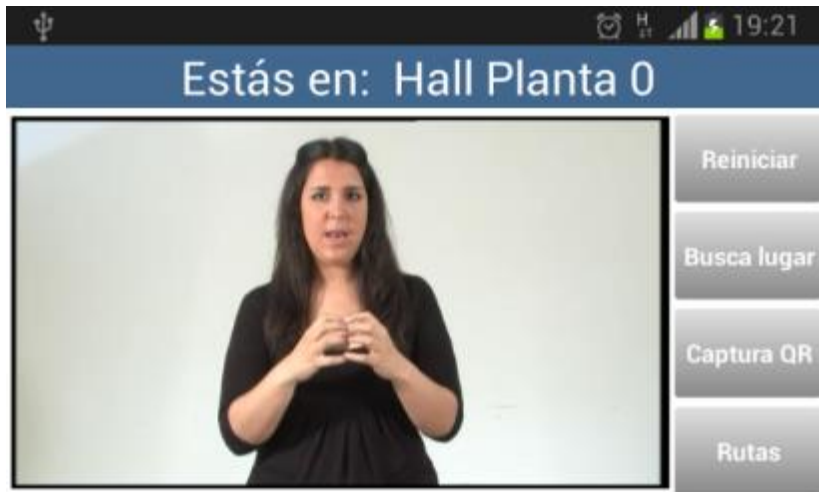 H
19:21
Estás en: Hall Planta 0
Reiniciar
Busca lugar
Captura QR
Rutas